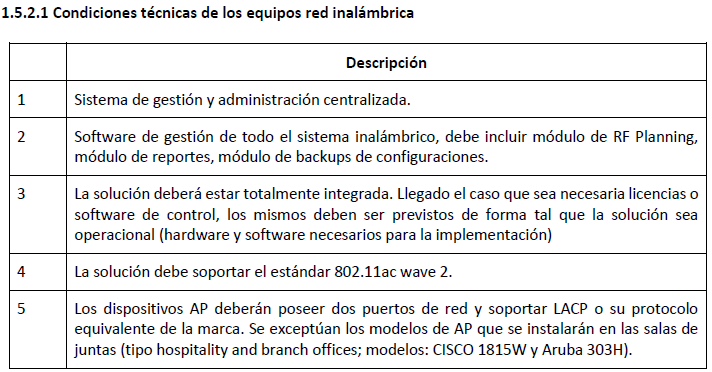 1.5.2.1 Condiciones técnicas de los equipos red inalámbrica
Descripción
1 Sistema de gestión y administración centralizada.
2 Software de gestión de todo el sistema inalámbrico, debe incluir módulo de RF Planning,
módulo de reportes, módulo de backups de configuraciones.
3 La solución deberá estar totalmente integrada. Llegado el caso que sea necesaria licencias o
software de control, los mismos deben ser previstos de forma tal que la solución sea
operacional (hardware y software necesarios para la implementación)
4 La solución debe soportar el estándar 802.11ac wave 2.
5 Los dispositivos AP deberán poseer dos puertos de red y soportar LACP o su protocolo
equivalente de la marca. Se exceptúan los modelos de AP que se instalarán en las salas de
juntas (tipo hospitality and branch offices; modelos: CISCO 1815W y Aruba 303H).